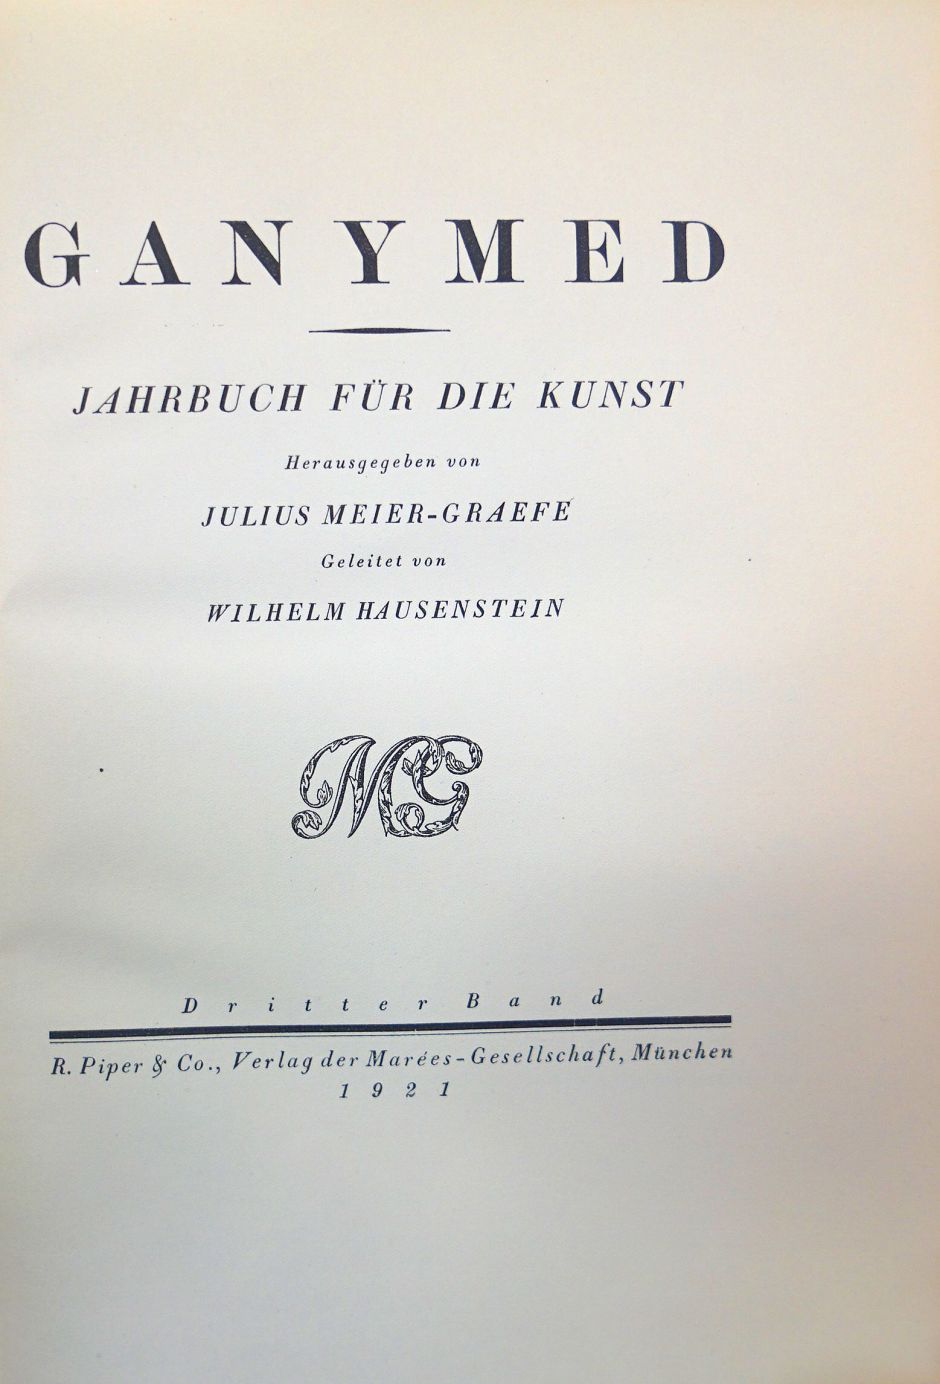 GANYMED
JAHRBUCH FÜR DIE KUNST
Herausgegeben von
JULIUS MEIER-GRAEFE
Geleitet von
WILHELM HAUSENSTEIN
MG
Dritter Band
R. Piper & Co., Verlag der Marées-Gesellschaft, München
1921